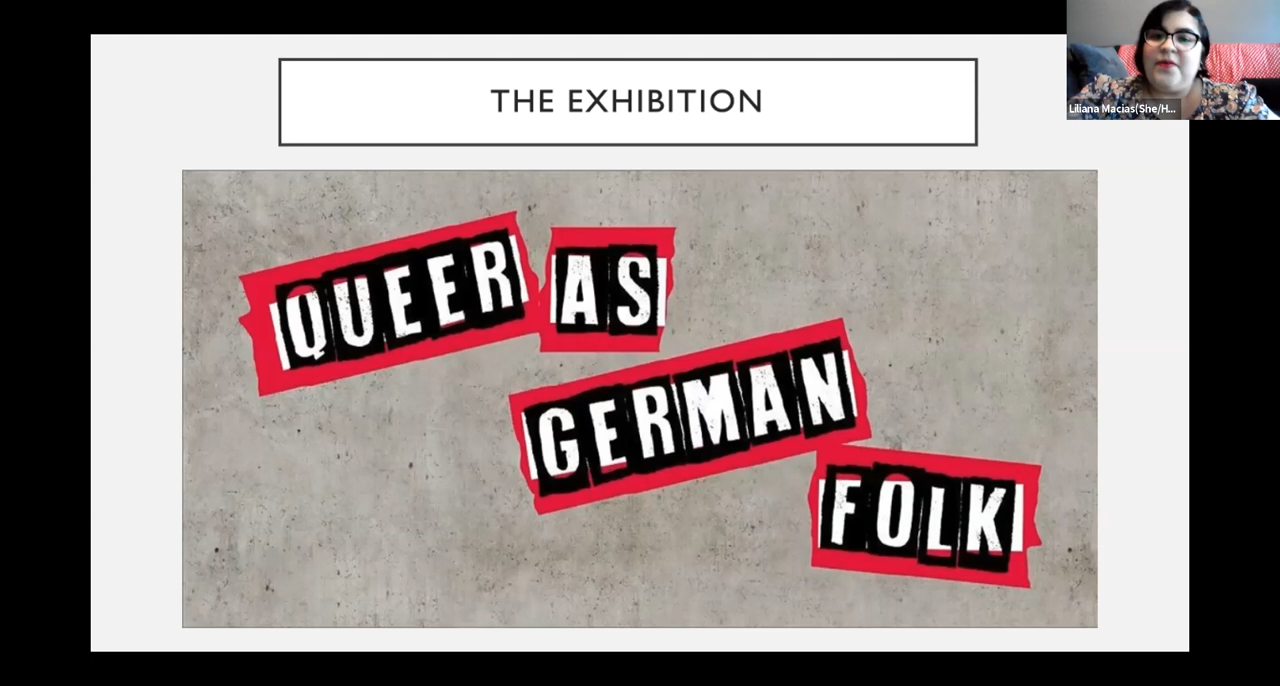 THE EXHIBITION
Liliana Macias(She/H...
QUEER AS
GERMAN
FOLK